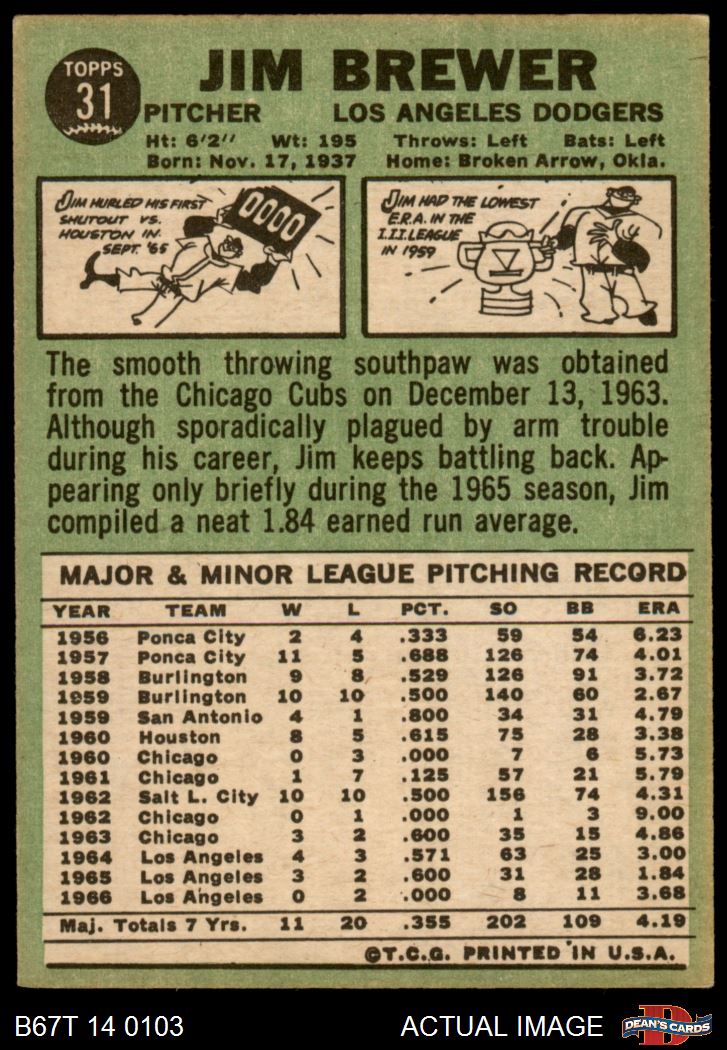 TOPPS
31
JIM BREWER
PITCHER LOS ANGELES DODGERS
Ht: 6'2'' Wt: 195 Throws: Left Bats: Left
Born: Nov. 17, 1937 Home: Broken Arrow, Okla.
JIM HURLED HIS FIRST
SHUTOUT VS.
HOUSTON IN
SEPT. '65
0000
JIM HAD THE LOWEST
E.R.A. IN THE
I.I.I. LEAGUE
IN 1959
The smooth throwing southpaw was obtained
from the Chicago Cubs on December 13, 1963.
Although sporadically plagued by arm trouble
during his career, Jim keeps battling back. Ap-
pearing only briefly during the 1965 season, Jim
compiled a neat 1.84 earned run average.
MAJOR & MINOR LEAGUE PITCHING RECORD
YEAR TEAM W L PCT. SO BB ERA
1956 Ponca City 2 4 .333 59 54 6.23
1957 Ponca City 11 5 .688 126 74 4.01
1958 Burlington 9 8 .529 126 91 3.72
1959 Burlington 10 10 .500 140 60 2.67
1959 San Antonio 4 1 .800 34 31 4.79
1960 Houston 8 5 .615 75 28 3.38
1960 Chicago 0 3 .000 7 6 5.73
1961 Chicago 1 7 .125 57 21 5.79
1962 Salt L. City 10 10 .500 156 74 4.31
1962 Chicago 0 1 .000 1 3 9.00
1963 Chicago 3 2 .600 35 15 4.86
1964 Los Angeles 4 3 .571 63 25 3.00
1965 Los Angeles 3 2 .600 31 28 1.84
1966 Los Angeles 0 2 .000 8 11 3.68
Maj. Totals 7 Yrs. 11 20 .355 202 109 4.19
©T.C.G. PRINTED IN U.S.A.
B67T 14 0103 ACTUAL IMAGE
D
DEAN'S CARDS